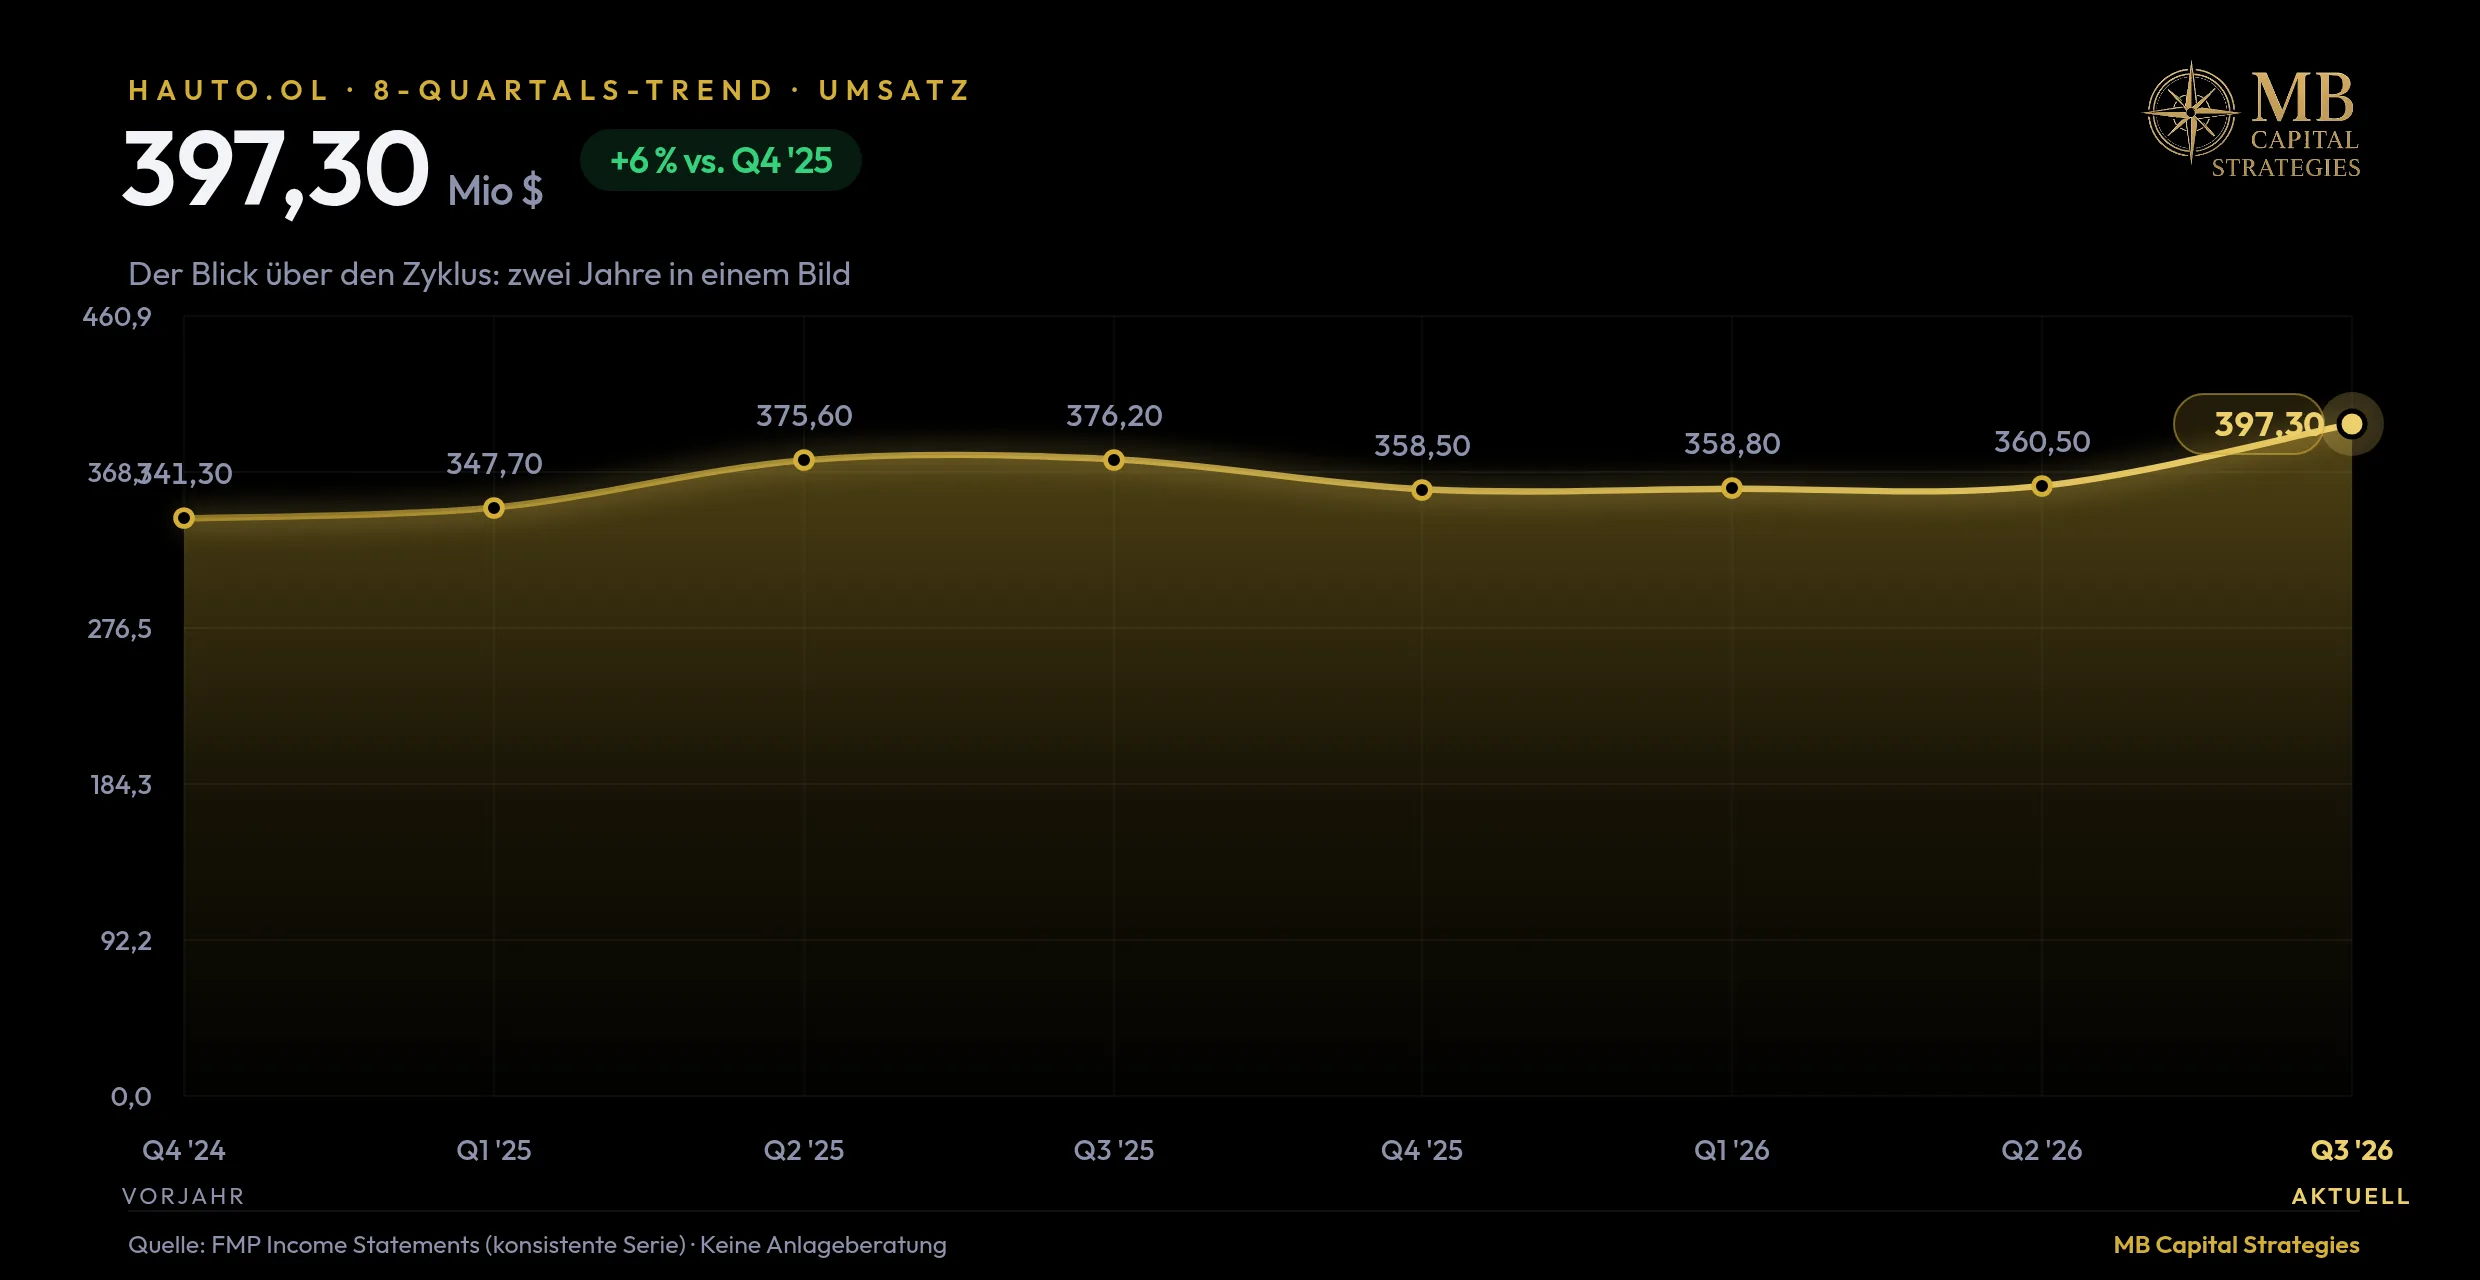 HAUTO.OL · 8-QUARTALS-TREND · UMSATZ
MB
CAPITAL
STRATEGIES
397,30 Mio $
+6 % vs. Q4 '25
Der Blick über den Zyklus: zwei Jahre in einem Bild
460,9
375,60
376,20
397,30
358,50
358,80
360,50
347,70
341,30
276,5
184,3
92,2
0,0
Q4 '24
Q1 '25
Q2 '25
Q3 '25
Q4 '25
Q1 '26
Q2 '26
Q3 '26
VORJAHR
AKTUELL
Quelle: FMP Income Statements (konsistente Serie) · Keine Anlageberatung
MB Capital Strategies